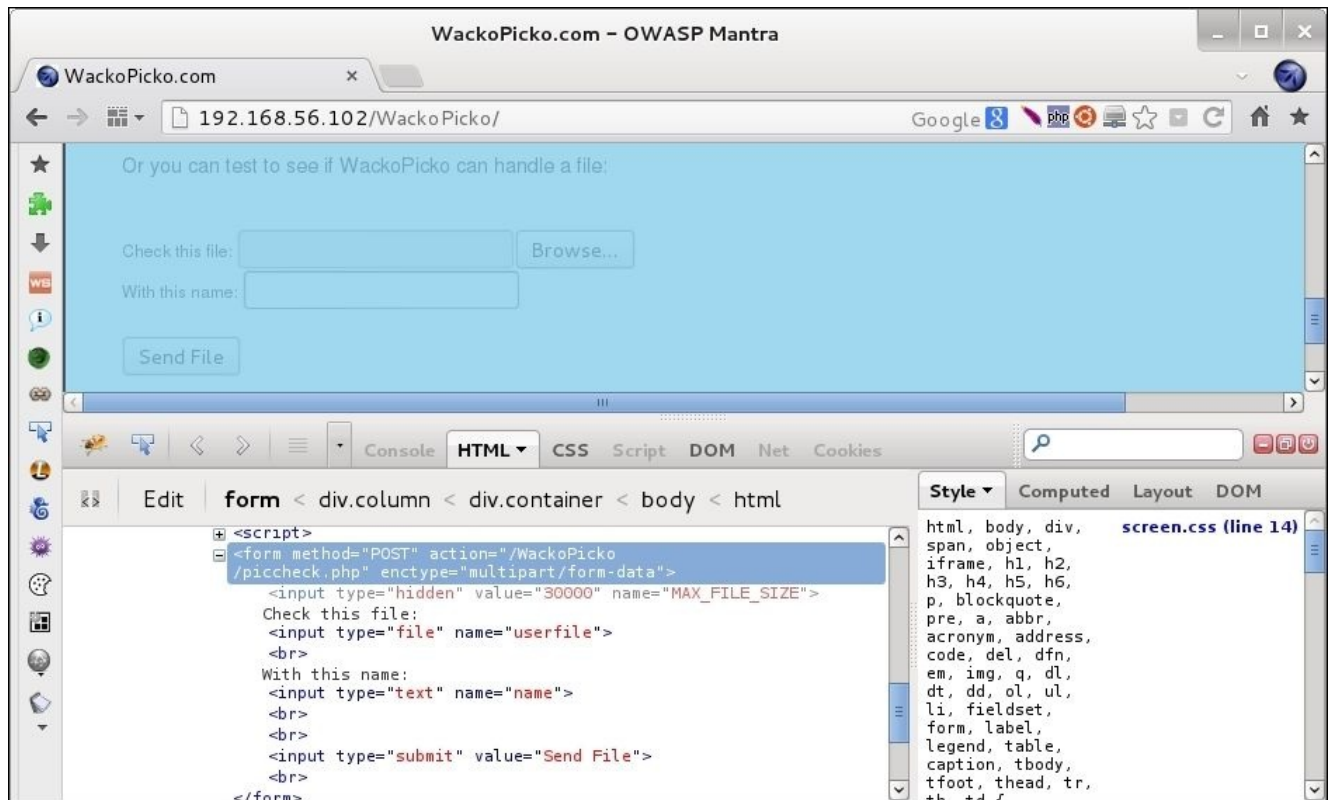 WackoPicko.com - OWASP Mantra
WackoPicko.com ×
192.168.56.102/WackoPicko/
Google 8 php
Or you can test to see if WackoPicko can handle a file:
Check this file: Browse...
With this name:
Send File
WS
Console HTML CSS Script DOM Net Cookies
Edit form < div.column < div.container < body < html
<script>
<form method="POST" action="/WackoPicko
/piccheck.php" enctype="multipart/form-data">
<input type="hidden" value="30000" name="MAX_FILE_SIZE">
Check this file:
<input type="file" name="userfile">
<br>
With this name:
<input type="text" name="name">
<br>
<br>
<input type="submit" value="Send File">
<br>
</form>
Style Computed Layout DOM
html, body, div, screen.css (line 14)
span, object,
iframe, h1, h2,
h3, h4, h5, h6,
p, blockquote,
pre, a, abbr,
acronym, address,
code, del, dfn,
em, img, q, dl,
dt, dd, ol, ul,
li, fieldset,
form, label,
legend, table,
caption, tbody,
tfoot, thead, tr,
th, td {